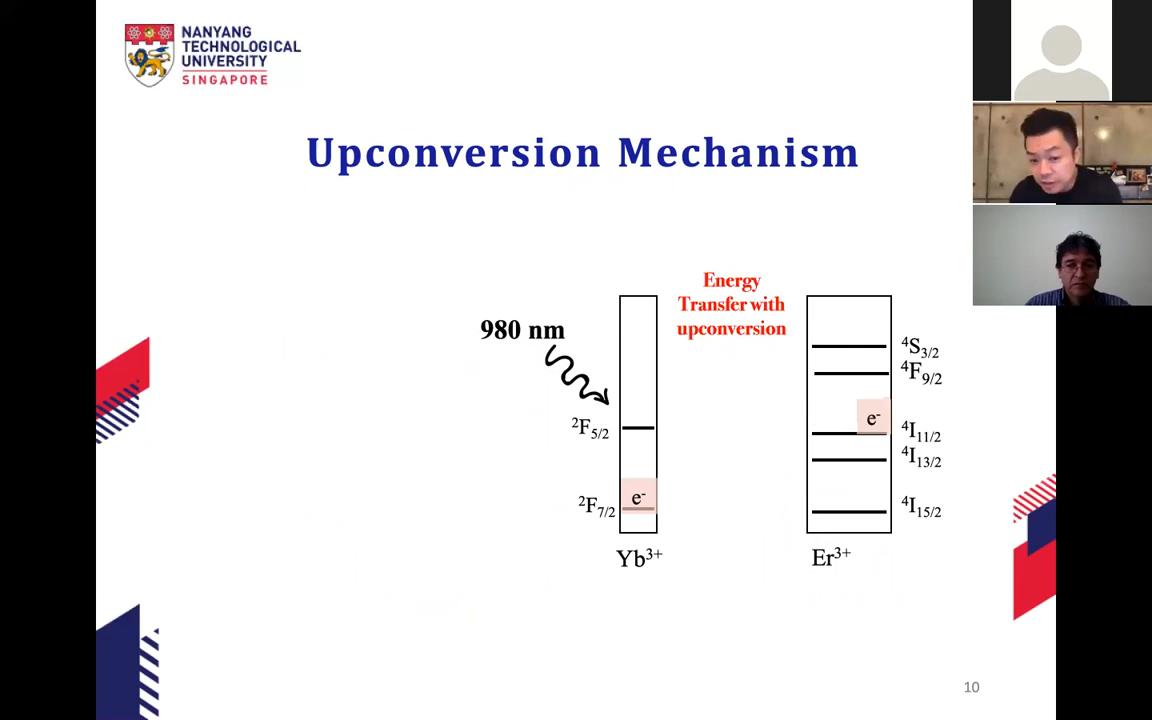 NANYANG
TECHNOLOGICAL
UNIVERSITY
SINGAPORE
Upconversion Mechanism
Energy
Transfer with
upconversion
980 nm
⁴S₃/₂
⁴F₉/₂
e⁻
²F₅/₂
⁴I₁₁/₂
⁴I₁₃/₂
e⁻
²F₇/₂
⁴I₁₅/₂
Yb³⁺
Er³⁺
10